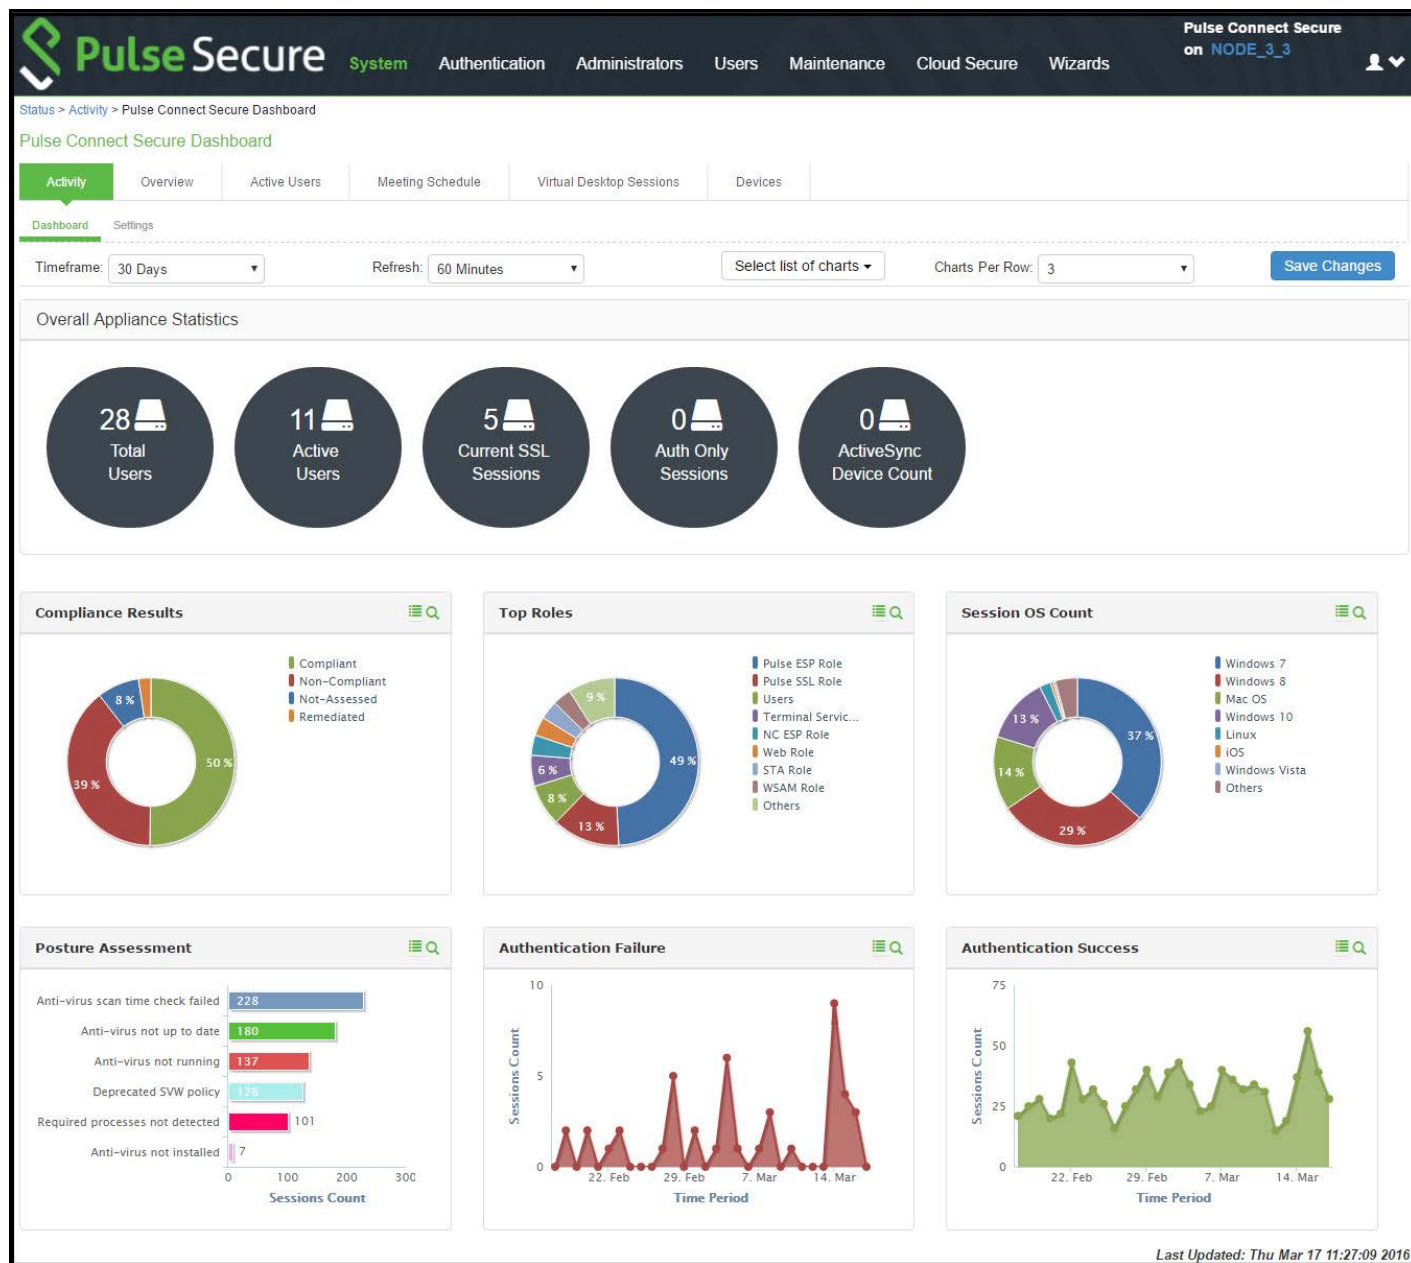 Pulse Secure
System Authentication Administrators Users Maintenance Cloud Secure Wizards
Pulse Connect Secure
on NODE_3_3
Status > Activity > Pulse Connect Secure Dashboard
Pulse Connect Secure Dashboard
Activity Overview Active Users Meeting Schedule Virtual Desktop Sessions Devices
Dashboard Settings
Timeframe: 30 Days Refresh: 60 Minutes Select list of charts Charts Per Row: 3 Save Changes
Overall Appliance Statistics
28
Total
Users
11
Active
Users
5
Current SSL
Sessions
0
Auth Only
Sessions
0
ActiveSync
Device Count
Compliance Results
8 %
50 %
39 %
Compliant
Non-Compliant
Not-Assessed
Remediated
Top Roles
9 %
49 %
6 %
8 %
13 %
Pulse ESP Role
Pulse SSL Role
Users
Terminal Servic...
NC ESP Role
Web Role
STA Role
WSAM Role
Others
Session OS Count
13 %
37 %
14 %
29 %
Windows 7
Windows 8
Mac OS
Windows 10
Linux
iOS
Windows Vista
Others
Posture Assessment
Anti-virus scan time check failed 228
Anti-virus not up to date 180
Anti-virus not running 137
Deprecated SVW policy 126
Required processes not detected 101
Anti-virus not installed 7
0 100 200 300
Sessions Count
Authentication Failure
Sessions Count
10
5
0
22. Feb 29. Feb 7. Mar 14. Mar
Time Period
Authentication Success
Sessions Count
75
50
25
0
22. Feb 29. Feb 7. Mar 14. Mar
Time Period
Last Updated: Thu Mar 17 11:27:09 2016